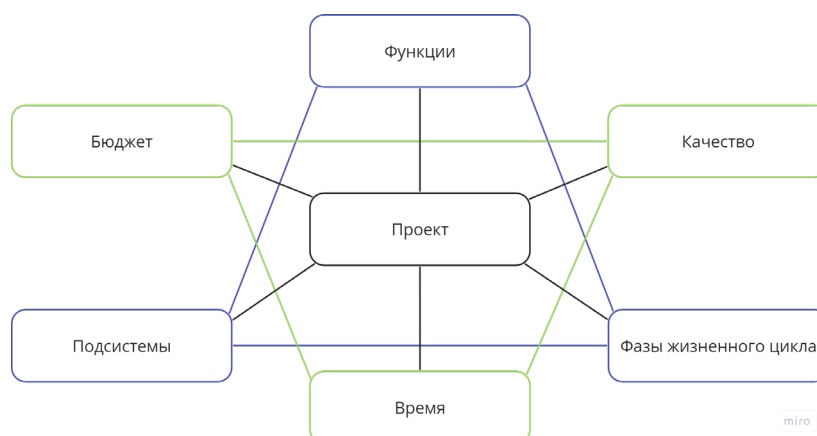 Функции
Бюджет
Качество
Проект
Подсистемы
Фазы жизненного цикла
Время
miro